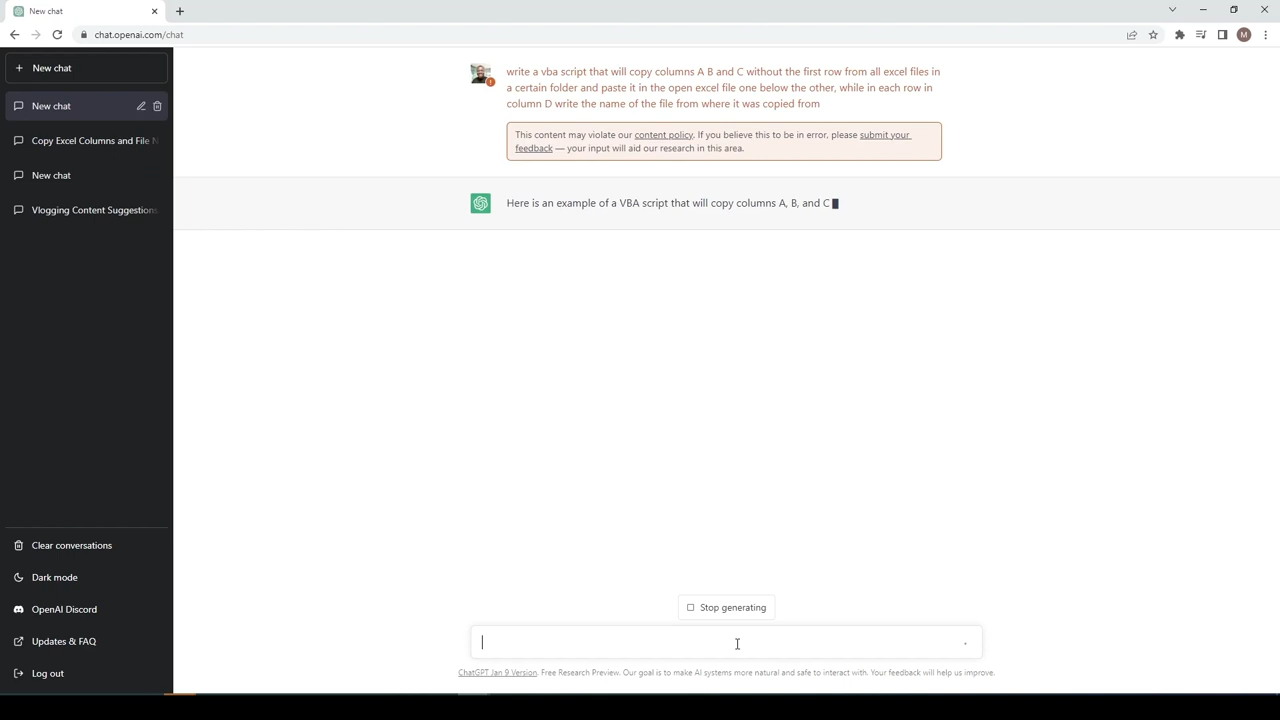 New chat
chat.openai.com/chat
M
New chat
New chat
Copy Excel Columns and File N
New chat
Vlogging Content Suggestions
write a vba script that will copy columns A B and C without the first row from all excel files in
a certain folder and paste it in the open excel file one below the other, while in each row in
column D write the name of the file from where it was copied from
This content may violate our content policy. If you believe this to be in error, please submit your
feedback — your input will aid our research in this area.
Here is an example of a VBA script that will copy columns A, B, and C
Clear conversations
Dark mode
OpenAI Discord
Updates & FAQ
Log out
Stop generating
ChatGPT Jan 9 Version. Free Research Preview. Our goal is to make AI systems more natural and safe to interact with. Your feedback will help us improve.